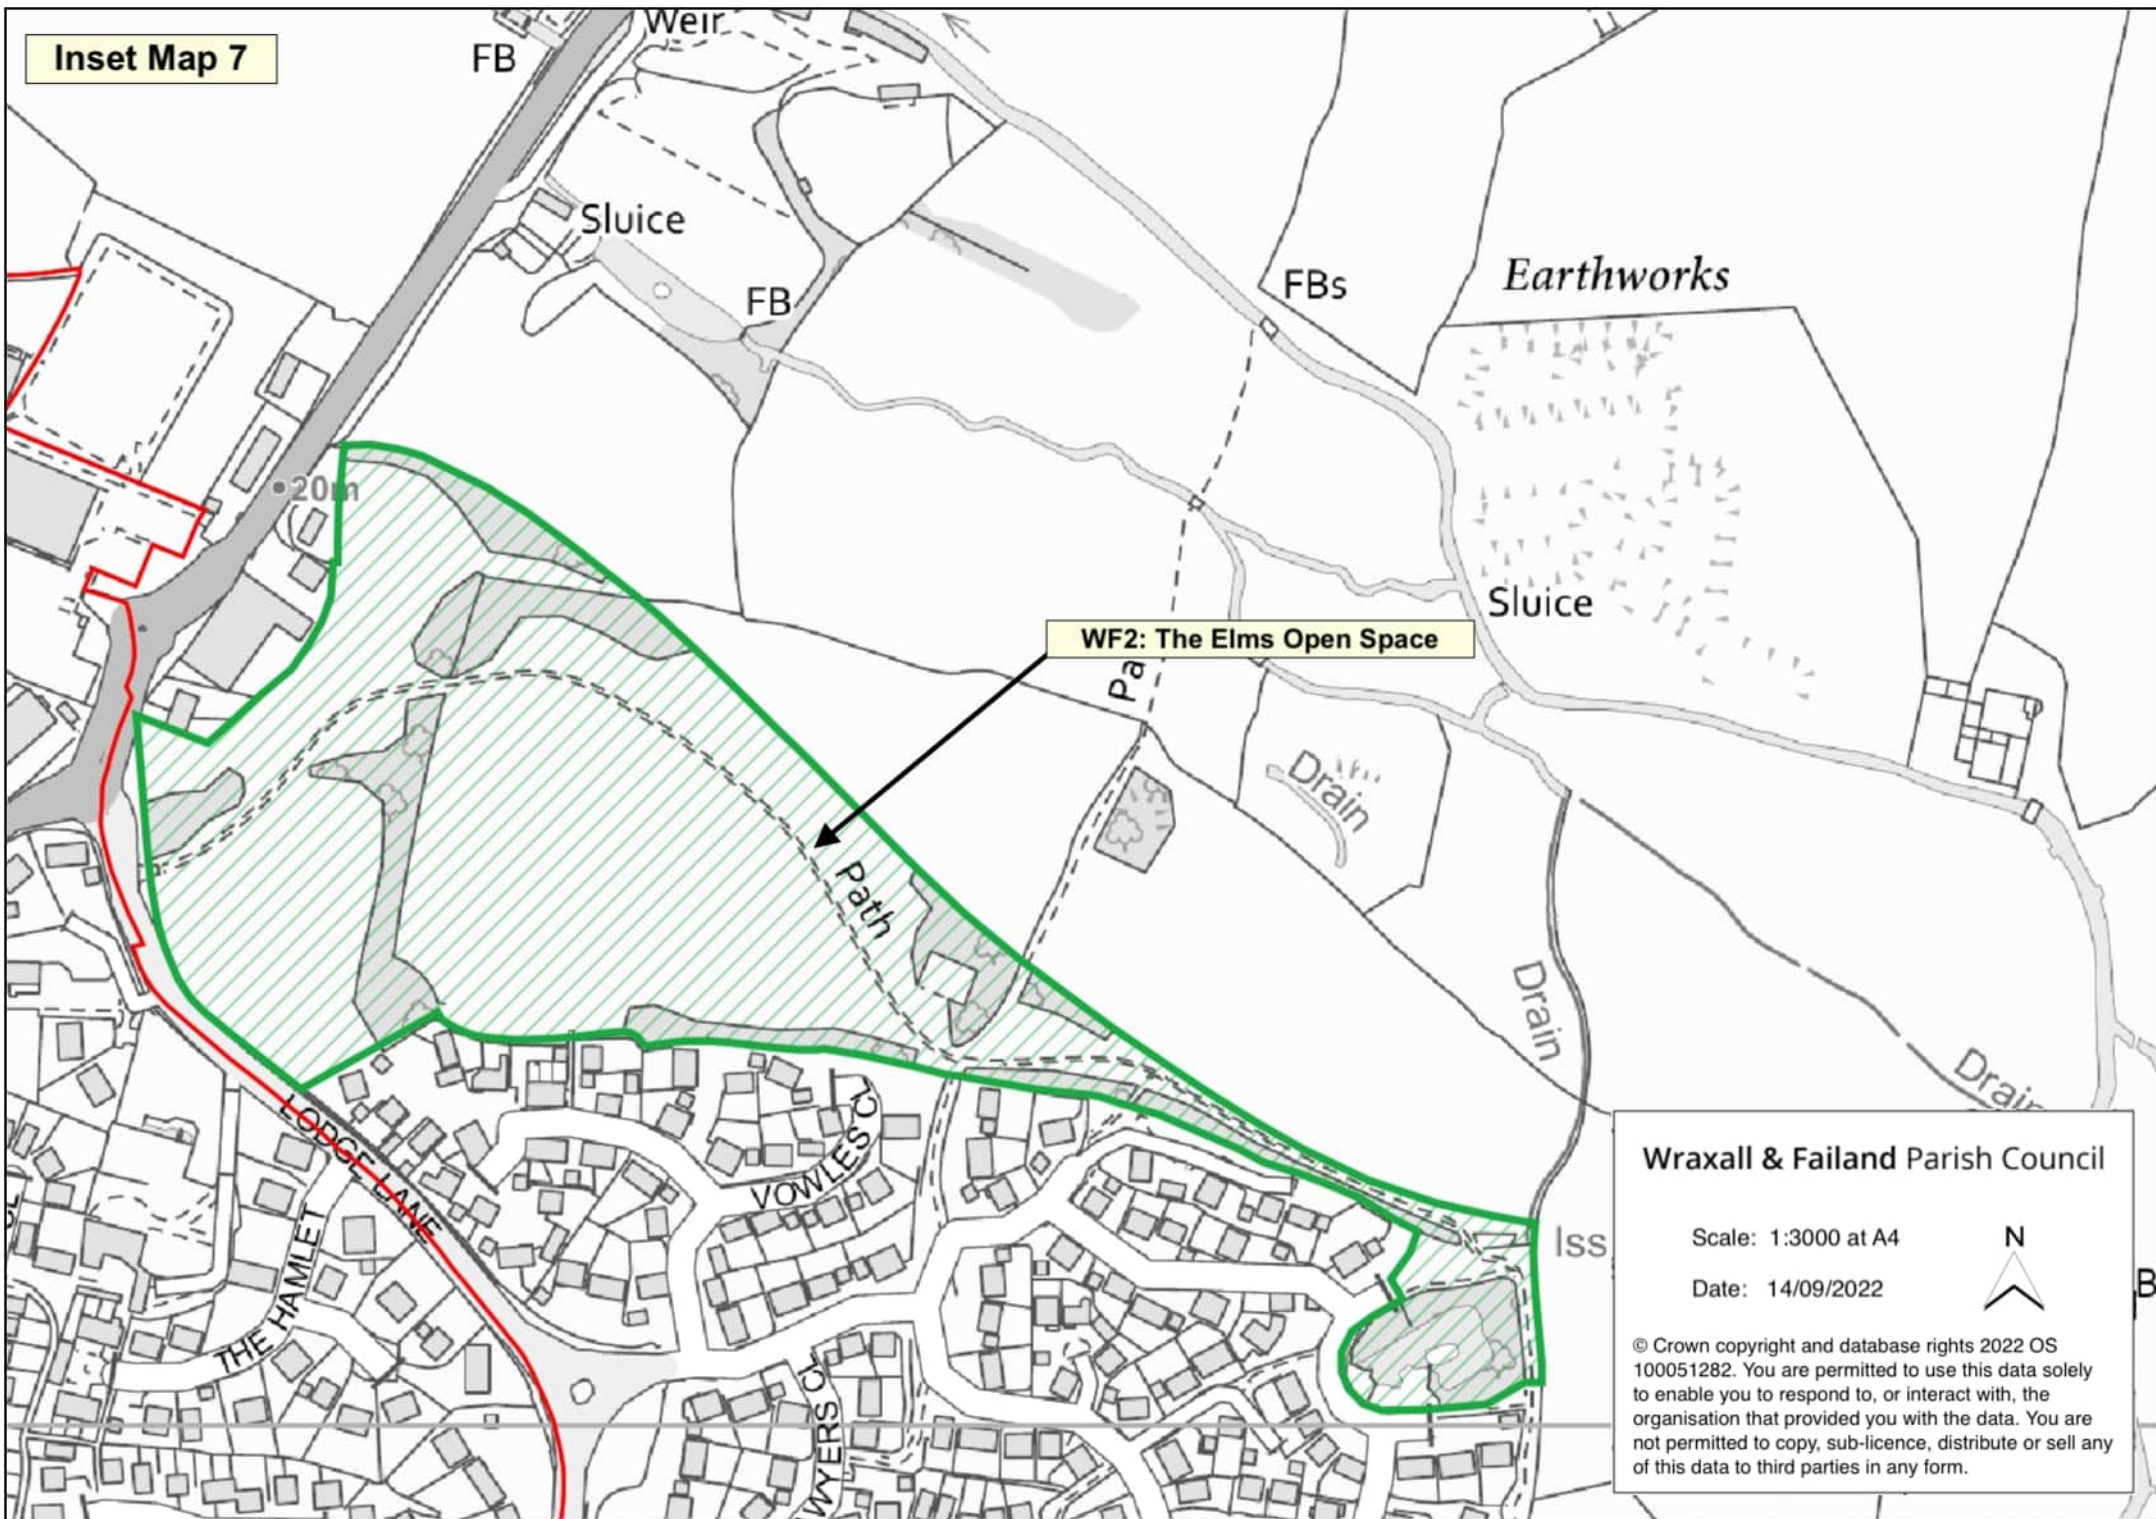 Inset Map 7
FB
Weir
Sluice
FB
FBs
Earthworks
20m
Sluice
WF2: The Elms Open Space
Pa
Drain
Path
Drain
Drain
LODGE LANE
VOWLES CL
THE HAMLET
WYERS CL
Iss
B
Wraxall & Failand Parish Council
Scale: 1:3000 at A4
N
Date: 14/09/2022
© Crown copyright and database rights 2022 OS
100051282. You are permitted to use this data solely
to enable you to respond to, or interact with, the
organisation that provided you with the data. You are
not permitted to copy, sub-licence, distribute or sell any
of this data to third parties in any form.